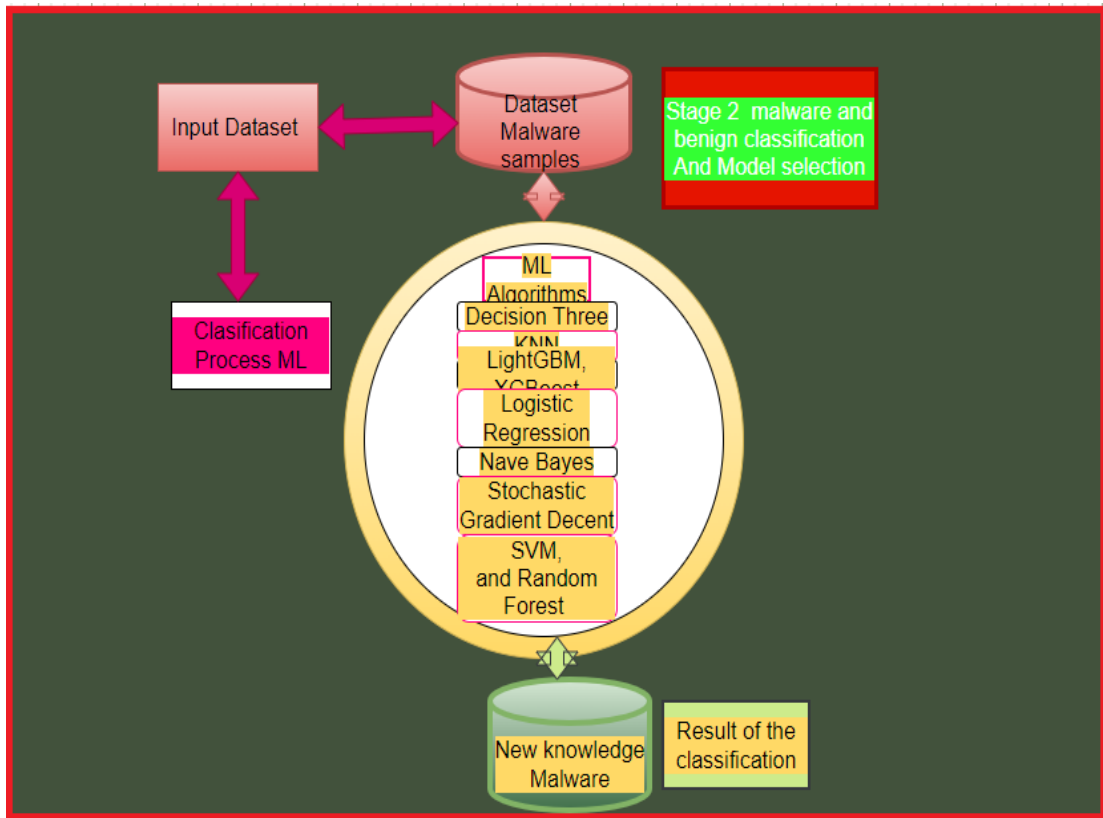 Input Dataset
Dataset
Malware
samples
Stage 2 malware and
benign classification
And Model selection
Clasification
Process ML
ML
Algorithms
Decision Three
KNN
LightGBM,
XGBoost
Logistic
Regression
Nave Bayes
Stochastic
Gradient Decent
SVM,
and Random
Forest
New knowledge
Malware
Result of the
classification